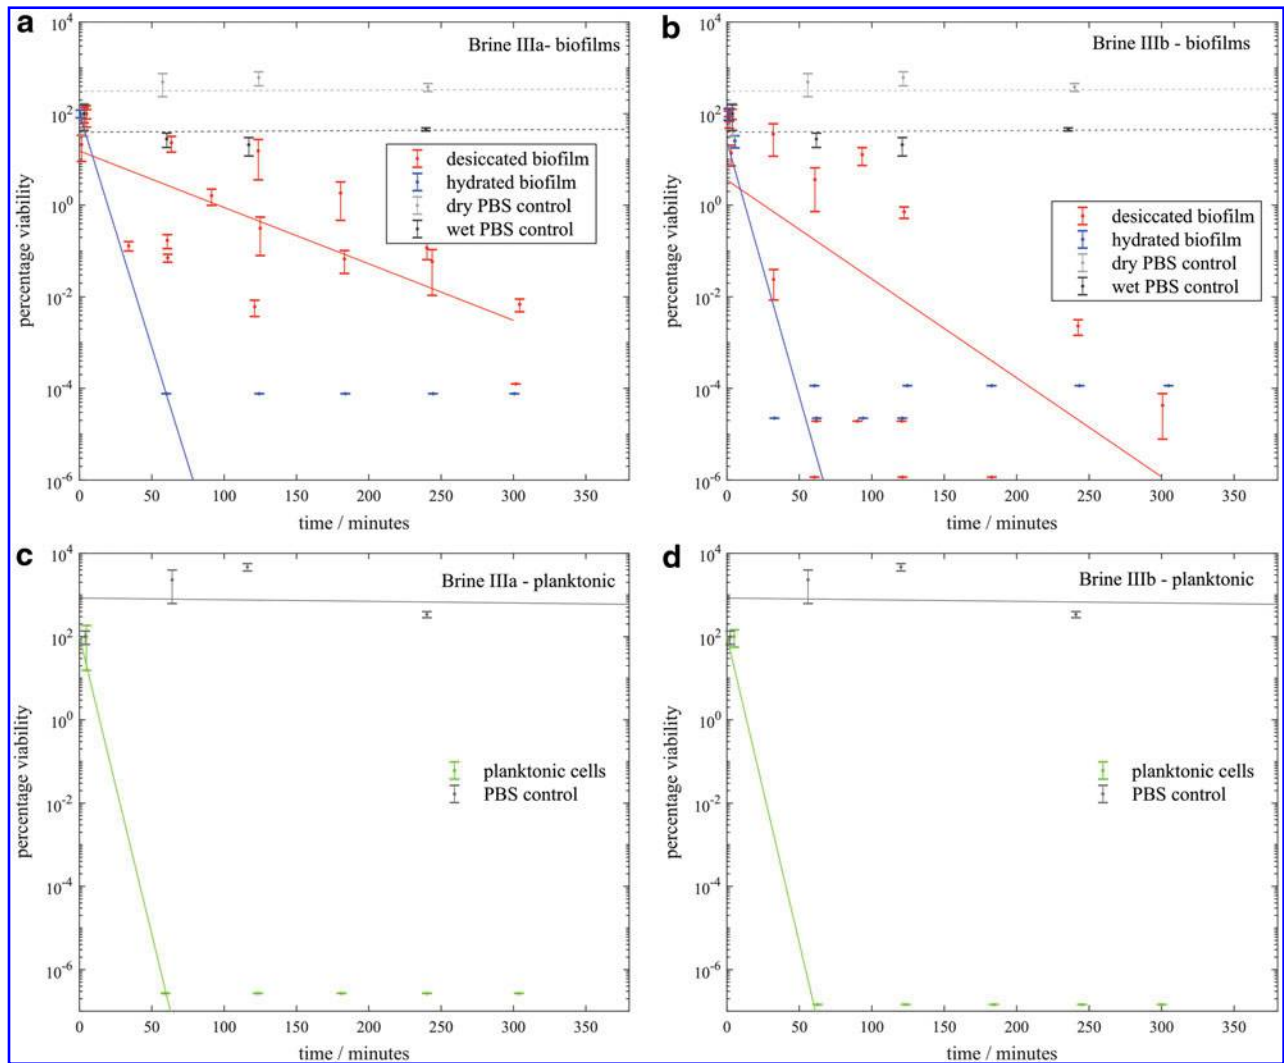 a
Brine IIIa- biofilms
10^4
10^2
10^0
10^-2
10^-4
10^-6
percentage viability
desiccated biofilm
hydrated biofilm
dry PBS control
wet PBS control
0 50 100 150 200 250 300 350
time / minutes
b
Brine IIIb - biofilms
10^4
10^2
10^0
10^-2
10^-4
10^-6
percentage viability
desiccated biofilm
hydrated biofilm
dry PBS control
wet PBS control
0 50 100 150 200 250 300 350
time / minutes
c
Brine IIIa - planktonic
10^4
10^2
10^0
10^-2
10^-4
10^-6
percentage viability
planktonic cells
PBS control
0 50 100 150 200 250 300 350
time / minutes
d
Brine IIIb - planktonic
10^4
10^2
10^0
10^-2
10^-4
10^-6
percentage viability
planktonic cells
PBS control
0 50 100 150 200 250 300 350
time / minutes